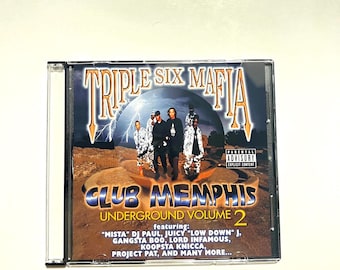 TRIPLE SIX MAFIA
PARENTAL
ADVISORY
EXPLICIT CONTENT
CLUB MEMPHIS
UNDERGROUND VOLUME 2
featuring:
"MISTA" DJ PAUL, JUICY "LOW DOWN" J,
GANGSTA BOO, LORD INFAMOUS,
KOOPSTA KNICCA,
PROJECT PAT, AND MANY MORE...